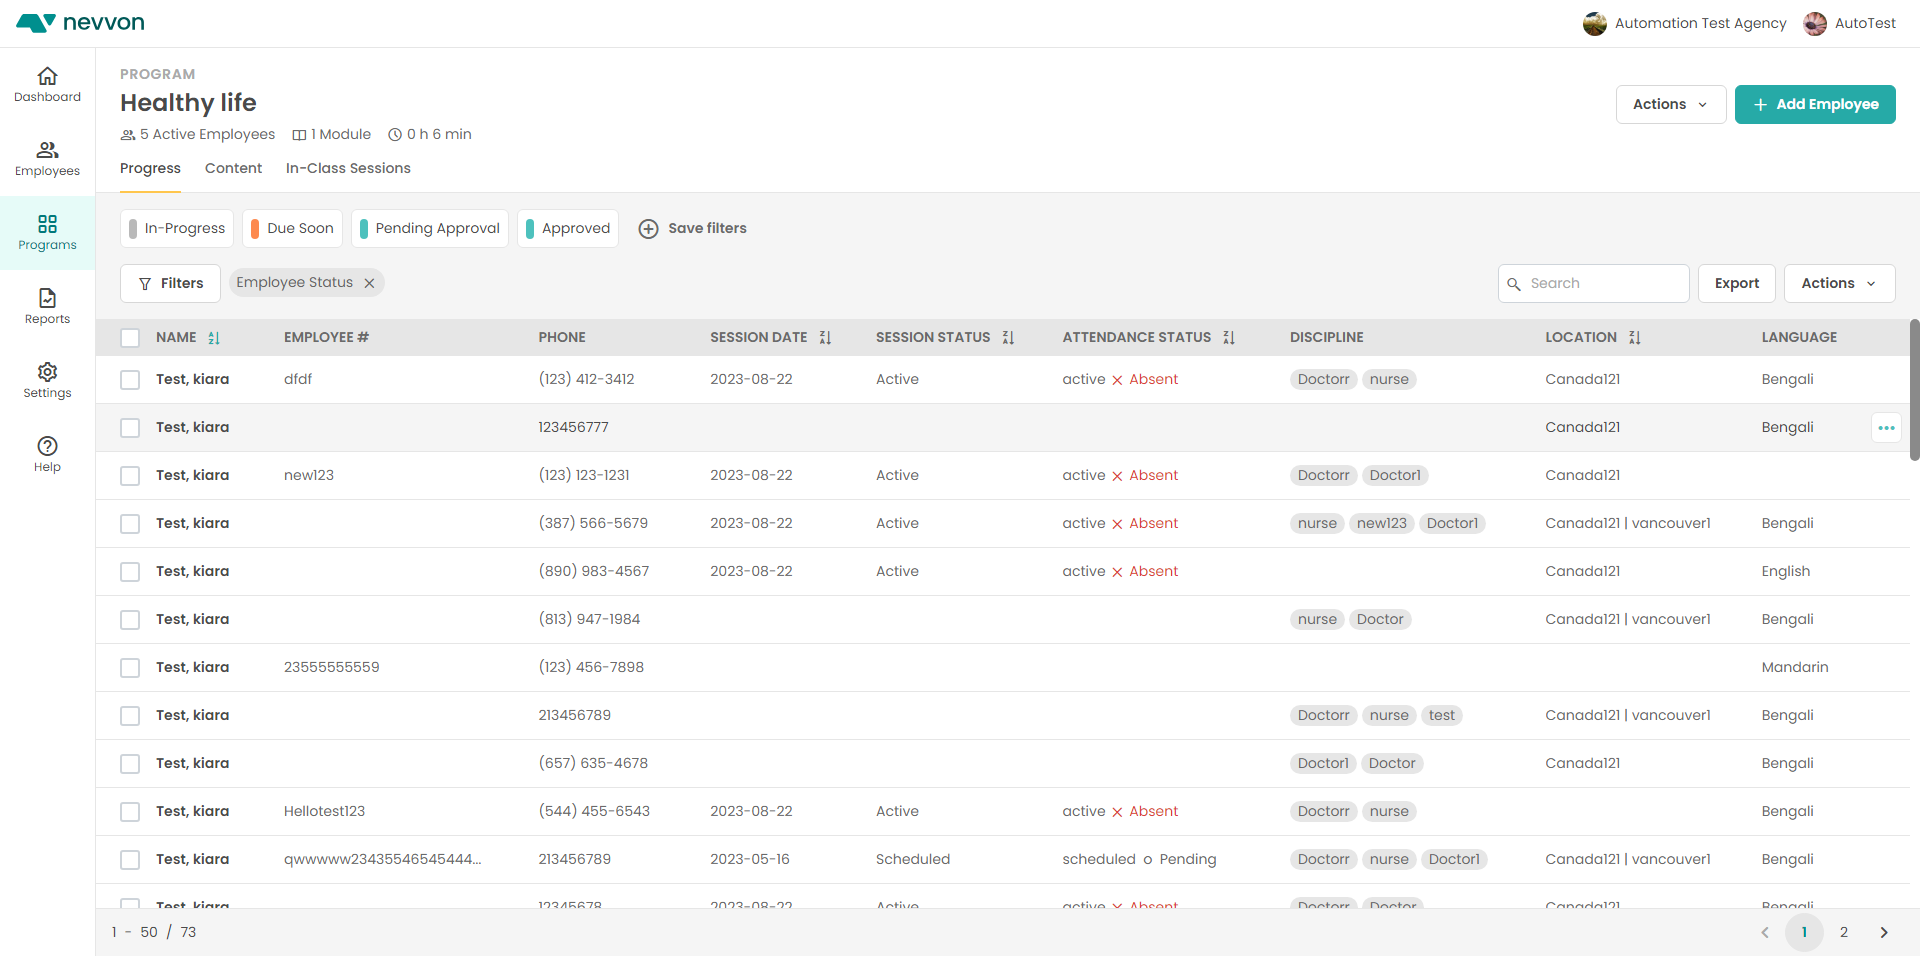 nevvon
Automation Test Agency
AutoTest
Dashboard
Employees
Programs
Reports
Settings
Help
PROGRAM
Healthy life
5 Active Employees 1 Module 0 h 6 min
Actions
+ Add Employee
Progress Content In-Class Sessions
In-Progress Due Soon Pending Approval Approved Save filters
Filters Employee Status Search Export Actions
NAME EMPLOYEE # PHONE SESSION DATE SESSION STATUS ATTENDANCE STATUS DISCIPLINE LOCATION LANGUAGE
Test, kiara dfdf (123) 412-3412 2023-08-22 Active active × Absent Doctorr nurse Canada121 Bengali
Test, kiara 123456777 Canada121 Bengali
Test, kiara new123 (123) 123-1231 2023-08-22 Active active × Absent Doctorr Doctor1 Canada121
Test, kiara (387) 566-5679 2023-08-22 Active active × Absent nurse new123 Doctor1 Canada121 | vancouver1 Bengali
Test, kiara (890) 983-4567 2023-08-22 Active active × Absent Canada121 English
Test, kiara (813) 947-1984 nurse Doctor Canada121 | vancouver1 Bengali
Test, kiara 23555555559 (123) 456-7898 Mandarin
Test, kiara 213456789 Doctorr nurse test Canada121 | vancouver1 Bengali
Test, kiara (657) 635-4678 Doctor1 Doctor Canada121 Bengali
Test, kiara Hellotest123 (544) 455-6543 2023-08-22 Active active × Absent Doctorr nurse Bengali
Test, kiara qwwwww23435546545444... 213456789 2023-05-16 Scheduled scheduled o Pending Doctorr nurse Doctor1 Canada121 | vancouver1 Bengali
Test, kiara 12345678 2023-08-22 Active active × Absent Doctorr Doctor Canada121 Bengali
1 - 50 / 73
1 2